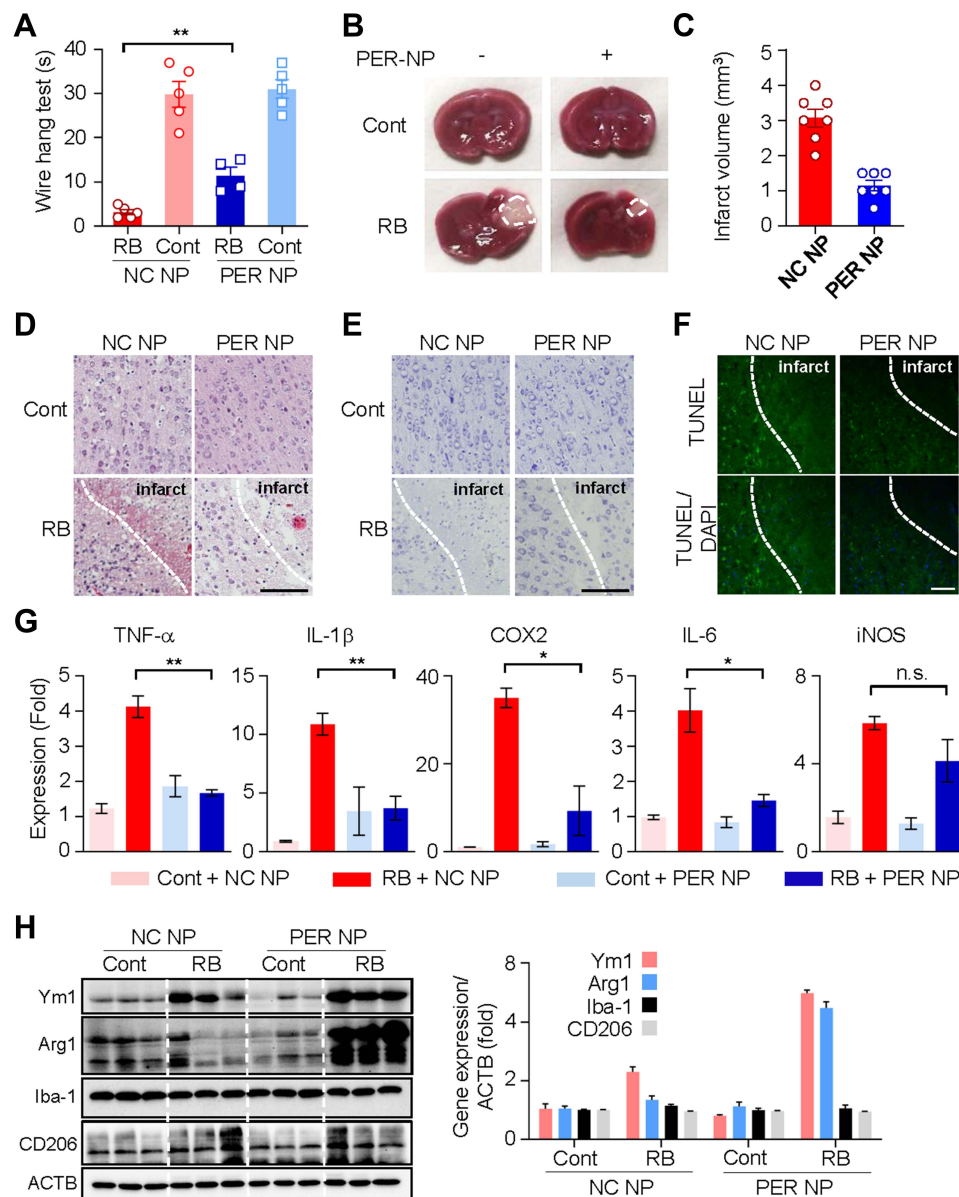 A
**
Wire hang test (s)
40
30
20
10
0
RB Cont RB Cont
NC NP PER NP
B
PER-NP - +
Cont
RB
C
Infarct volume (mm³)
5
4
3
2
1
0
NC NP PER NP
D
NC NP PER NP
Cont
RB
infarct infarct
E
NC NP PER NP
Cont
RB
infarct infarct
F
NC NP PER NP
TUNEL
infarct infarct
TUNEL/
DAPI
G
TNF-α IL-1β COX2 IL-6 iNOS
** ** * * n.s.
Expression (Fold)
5
4
3
2
1
0
15
10
5
0
40
20
0
5
4
3
2
1
0
8
4
0
Cont + NC NP RB + NC NP Cont + PER NP RB + PER NP
H
NC NP PER NP
Cont RB Cont RB
Ym1
Arg1
Iba-1
CD206
ACTB
Gene expression/
ACTB (fold)
8
4
2
0
Ym1
Arg1
Iba-1
CD206
Cont RB Cont RB
NC NP PER NP